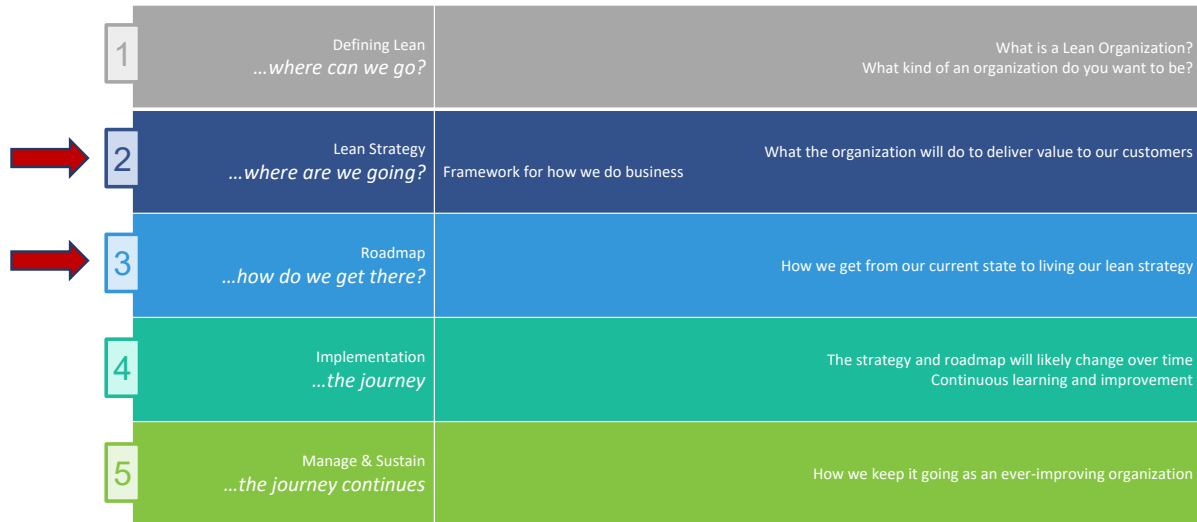 1
Defining Lean
...where can we go?
What is a Lean Organization?
What kind of an organization do you want to be?
2
Lean Strategy
...where are we going?
What the organization will do to deliver value to our customers
Framework for how we do business
3
Roadmap
...how do we get there?
How we get from our current state to living our lean strategy
4
Implementation
...the journey
The strategy and roadmap will likely change over time
Continuous learning and improvement
5
Manage & Sustain
...the journey continues
How we keep it going as an ever-improving organization